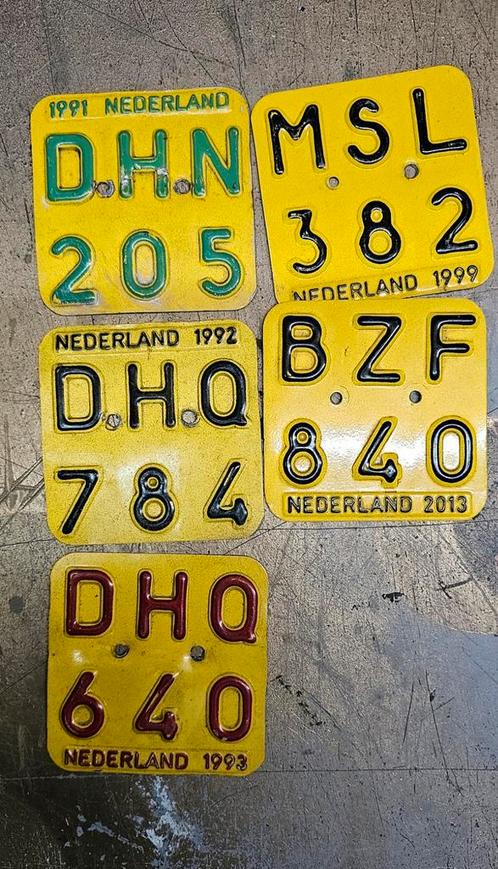 1991 NEDERLAND
DHN
205
MSL
382
NEDERLAND 1999
NEDERLAND 1992
DHQ
784
BZF
840
NEDERLAND 2013
DHQ
640
NEDERLAND 1993